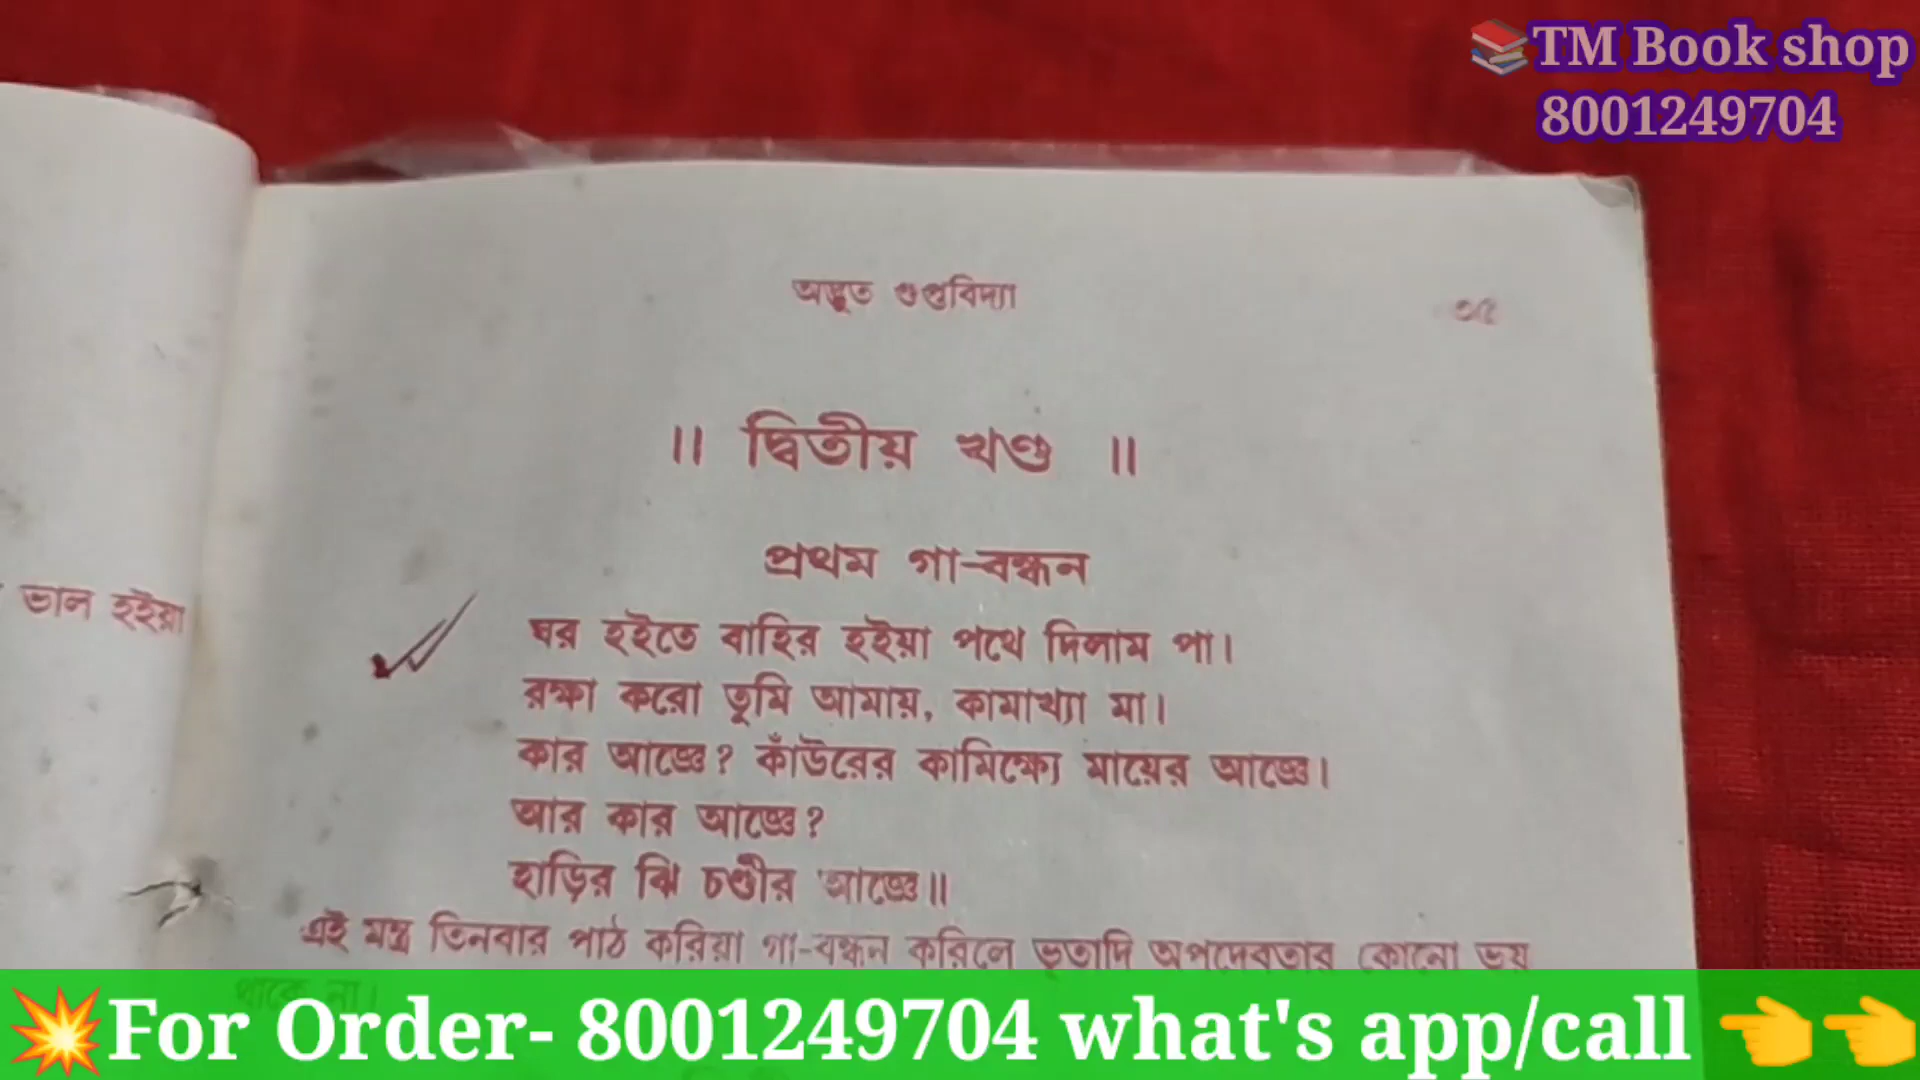 TM Book shop
8001249704
অদ্ভুত গুপ্তবিদ্যা
৩৫
॥ দ্বিতীয় খণ্ড ॥
প্রথম গা-বন্ধন
ভাল হইয়া
ঘর হইতে বাহির হইয়া পথে দিলাম পা।
রক্ষা করো তুমি আমায়, কামাখ্যা মা।
কার আজ্ঞে? কাঁউরের কামিক্ষ্যে মায়ের আজ্ঞে।
আর কার আজ্ঞে?
হাড়ির ঝি চণ্ডীর আজ্ঞে॥
এই মন্ত্র তিনবার পাঠ করিয়া গা-বন্ধন করিলে ভূতাদি অপদেবতার কোনো ভয়
থাকে না।
For Order- 8001249704 what's app/call